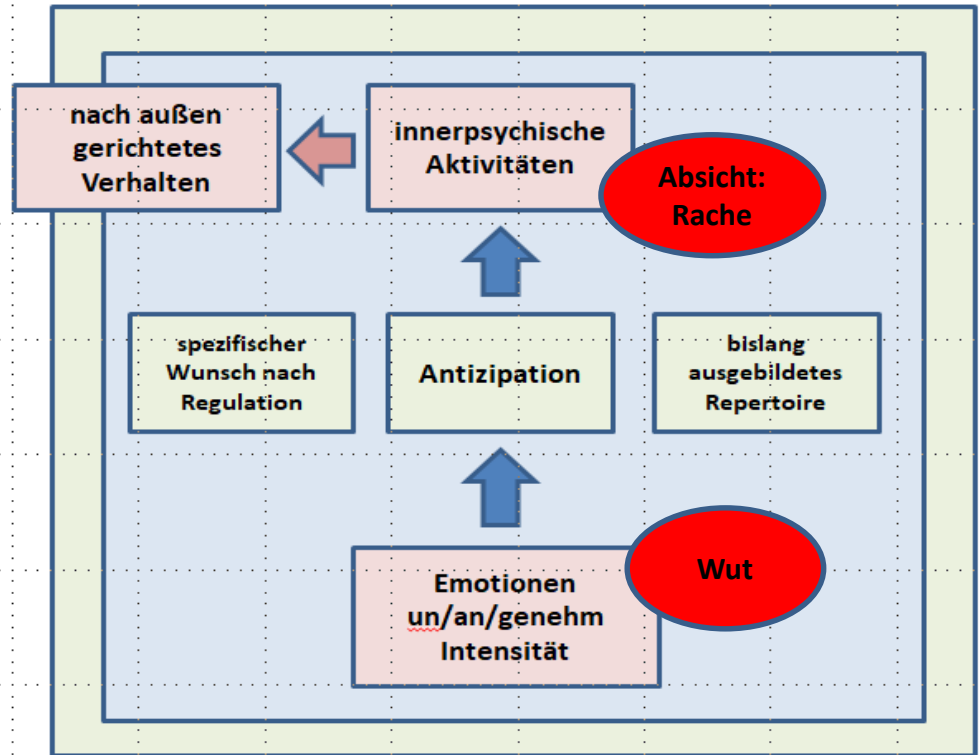 nach außen
gerichtetes
Verhalten
innerpsychische
Aktivitäten
Absicht:
Rache
spezifischer
Wunsch nach
Regulation
Antizipation
bislang
ausgebildetes
Repertoire
Emotionen
un/an/genehm
Intensität
Wut